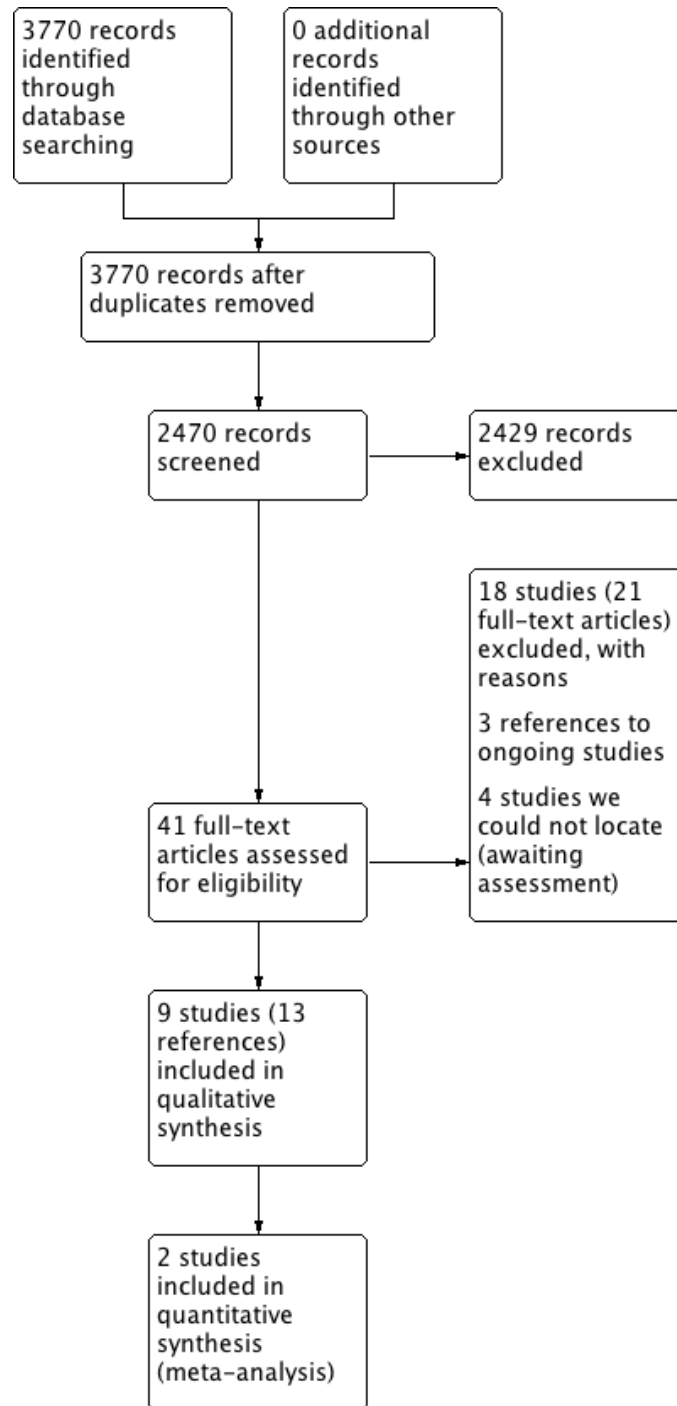 3770 records
identified
through
database
searching
0 additional
records
identified
through other
sources
3770 records after
duplicates removed
2470 records
screened
2429 records
excluded
18 studies (21
full-text articles)
excluded, with
reasons
3 references to
ongoing studies
4 studies we
could not locate
(awaiting
assessment)
41 full-text
articles assessed
for eligibility
9 studies (13
references)
included in
qualitative
synthesis
2 studies
included in
quantitative
synthesis
(meta-analysis)